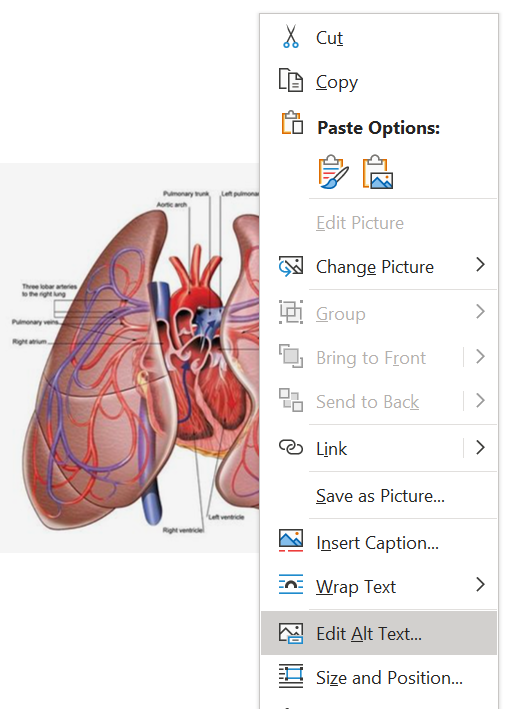 Pulmonary trunk
Left pulmona
Aortic arch
Three lobar arteries
to the right lung
Pulmonary veins
Right atrium
Left ventricle
Right ventricle
Cut
Copy
Paste Options:
Edit Picture
Change Picture
Group
Bring to Front
Send to Back
Link
Save as Picture...
Insert Caption...
Wrap Text
Edit Alt Text...
Size and Position...